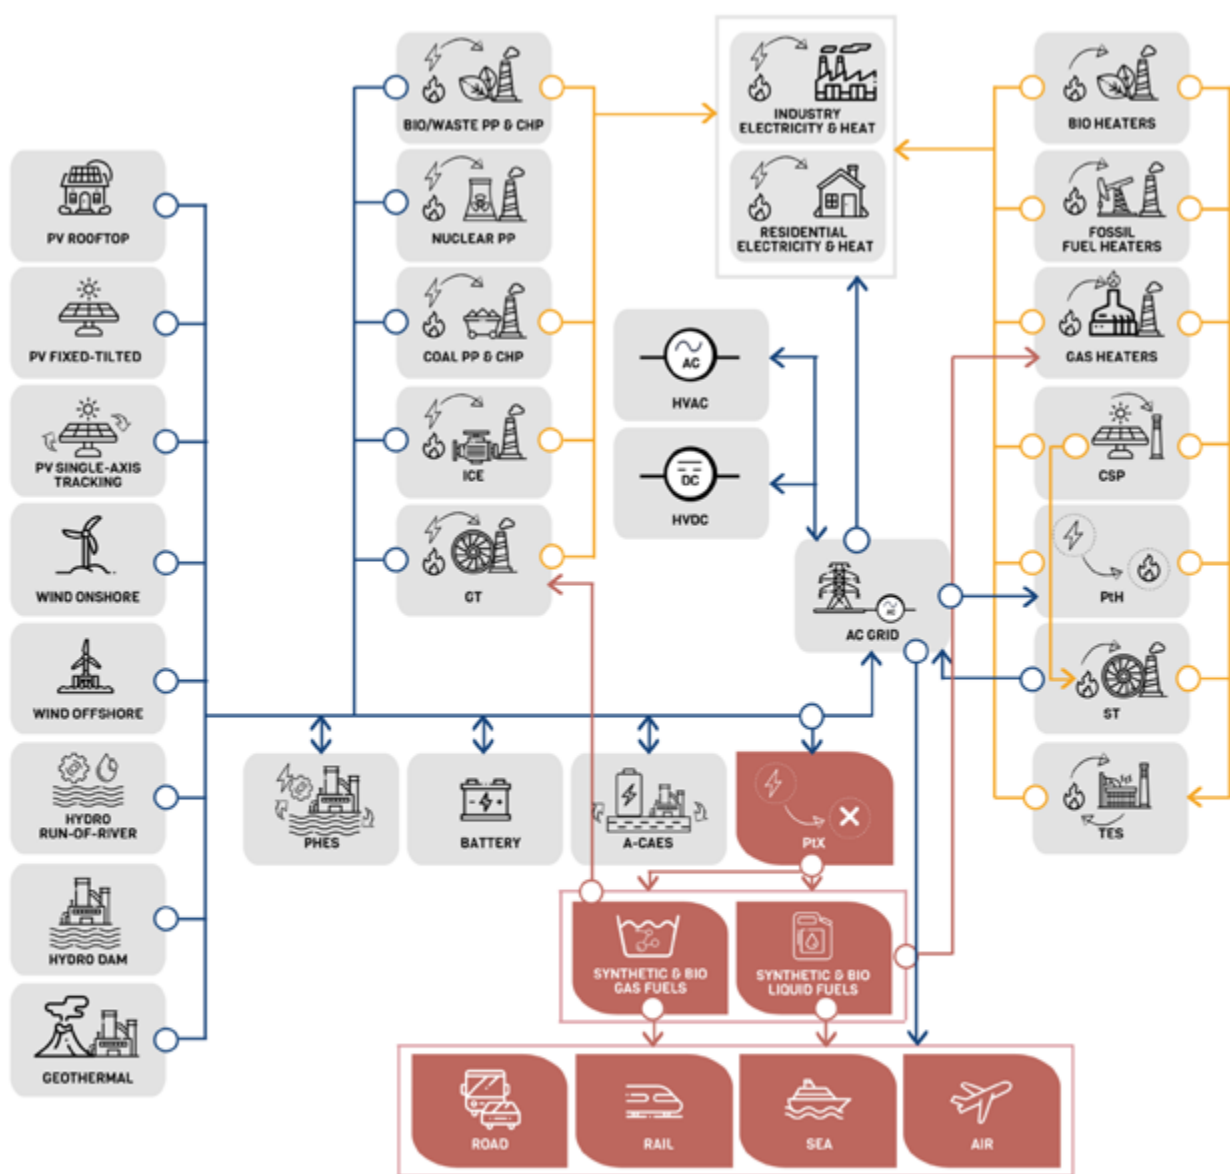 BIO/WASTE PP & CHP
INDUSTRY
ELECTRICITY & HEAT
BIO HEATERS
PV ROOFTOP
NUCLEAR PP
RESIDENTIAL
ELECTRICITY & HEAT
FOSSIL
FUEL HEATERS
PV FIXED-TILTED
COAL PP & CHP
AC
HVAC
GAS HEATERS
PV SINGLE-AXIS
TRACKING
ICE
DC
HVDC
CSP
WIND ONSHORE
GT
AC GRID
PtH
WIND OFFSHORE
ST
HYDRO
RUN-OF-RIVER
PHES
BATTERY
A-CAES
PtX
TES
HYDRO DAM
SYNTHETIC & BIO
GAS FUELS
SYNTHETIC & BIO
LIQUID FUELS
GEOTHERMAL
ROAD
RAIL
SEA
AIR